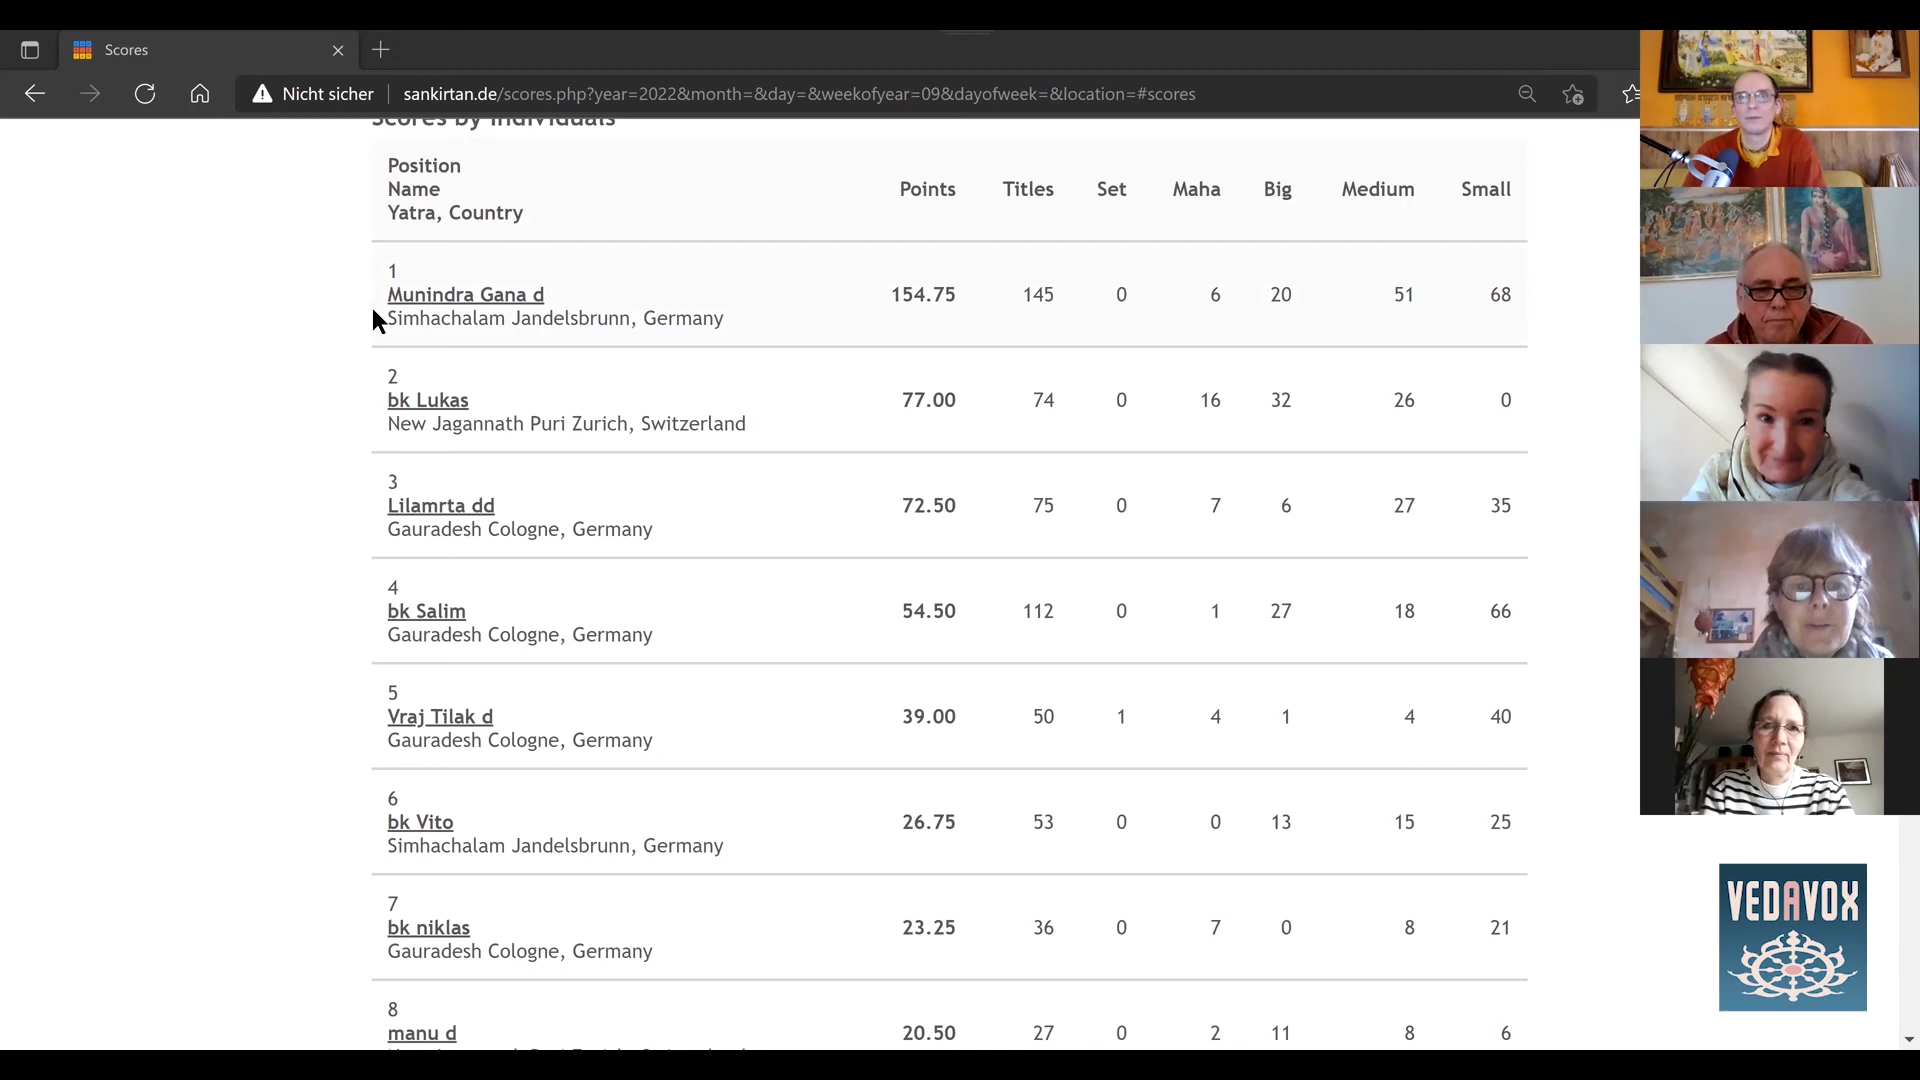 Scores
Nicht sicher
sankirtan.de/scores.php?year=2022&month=&day=&weekofyear=09&dayofweek=&location=#scores
Scores by Individuals
Position
Name
Yatra, Country
Points Titles Set Maha Big Medium Small
1
Munindra Gana d
Simhachalam Jandelsbrunn, Germany
154.75 145 0 6 20 51 68
2
bk Lukas
New Jagannath Puri Zurich, Switzerland
77.00 74 0 16 32 26 0
3
Lilamrta dd
Gauradesh Cologne, Germany
72.50 75 0 7 6 27 35
4
bk Salim
Gauradesh Cologne, Germany
54.50 112 0 1 27 18 66
5
Vraj Tilak d
Gauradesh Cologne, Germany
39.00 50 1 4 1 4 40
6
bk Vito
Simhachalam Jandelsbrunn, Germany
26.75 53 0 0 13 15 25
7
bk niklas
Gauradesh Cologne, Germany
23.25 36 0 7 0 8 21
8
manu d
20.50 27 0 2 11 8 6
VEDAVOX